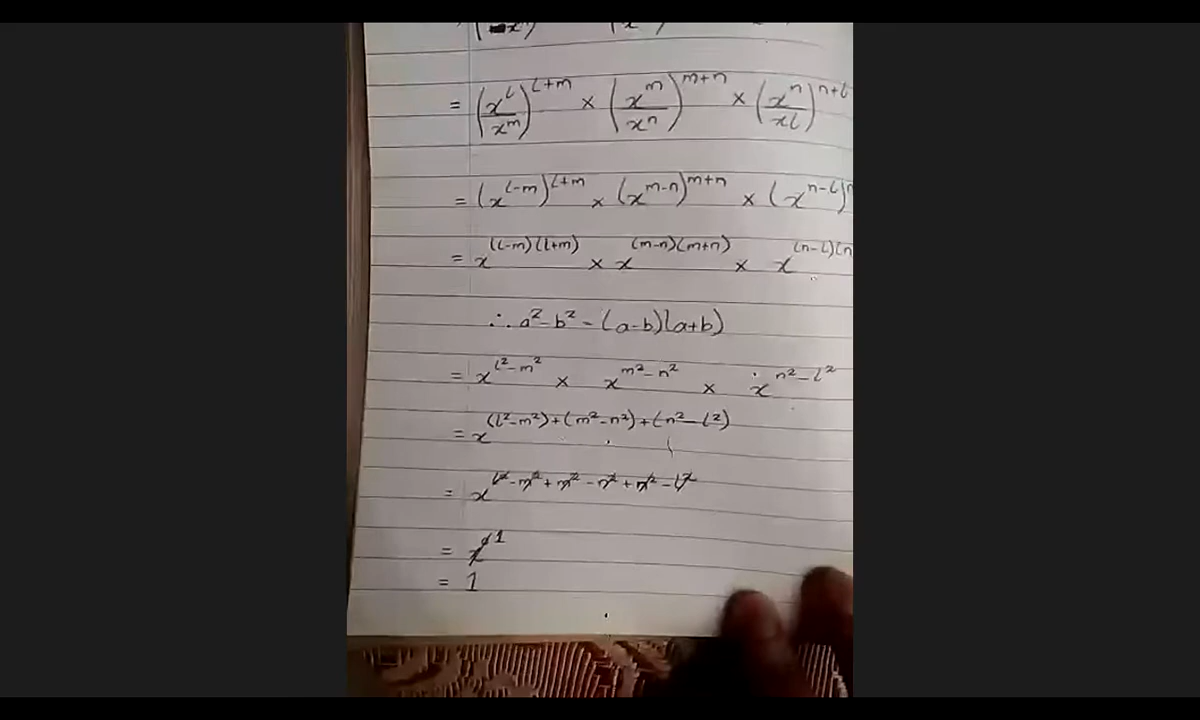 = (x^l/x^m)^{l+m} × (x^m/x^n)^{m+n} × (x^n/x^l)^{n+l}
= (x^{l-m})^{l+m} × (x^{m-n})^{m+n} × (x^{n-l})^n
= x^{(l-m)(l+m)} × x^{(m-n)(m+n)} × x^{(n-l)(n
∴ a² - b² = (a-b)(a+b)
= x^{l²-m²} × x^{m²-n²} × x^{n²-l²}
= x^{(l²-m²)+(m²-n²)+(n²-l²)}
= x^{l²-m²+m²-n²+n²-l²}
= x^0 1
= 1